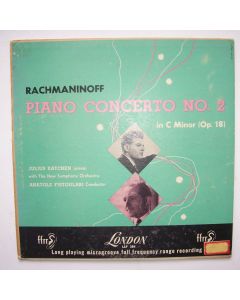 RACHMANINOFF
PIANO CONCERTO NO. 2
in C Minor (Op. 18)
JULIUS KATCHEN
with The New Symphony Orchestra
ANATOLE FISTOULARI Conductor
ffrr
LONDON
ffrr
Long playing microgroove full frequency range recording